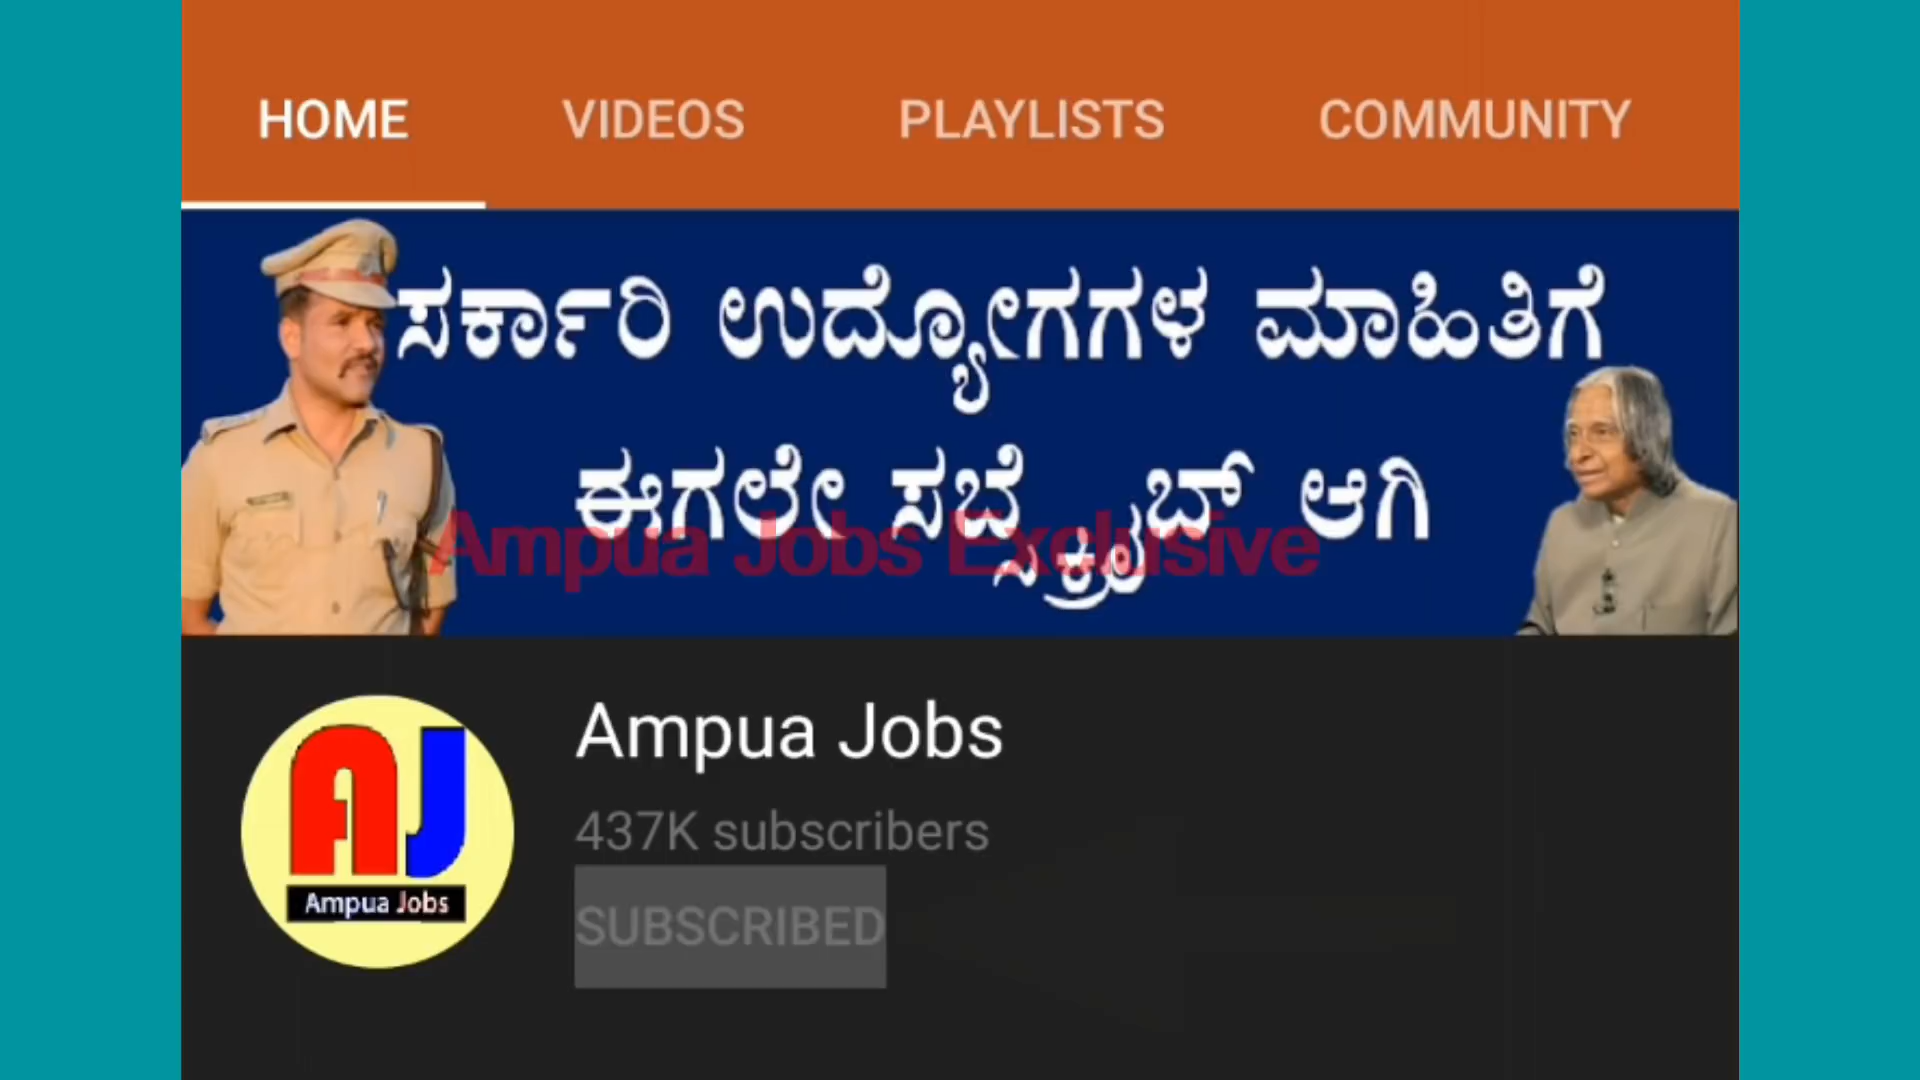 HOME VIDEOS PLAYLISTS COMMUNITY
ಸರ್ಕಾರಿ ಉದ್ಯೋಗಗಳ ಮಾಹಿತಿಗೆ
ಈಗಲೇ ಸಬ್ಸ್ಕ್ರೈಬ್ ಆಗಿ
Ampua Jobs Exclusive
Ampua Jobs
437K subscribers
SUBSCRIBED
AJ
Ampua Jobs